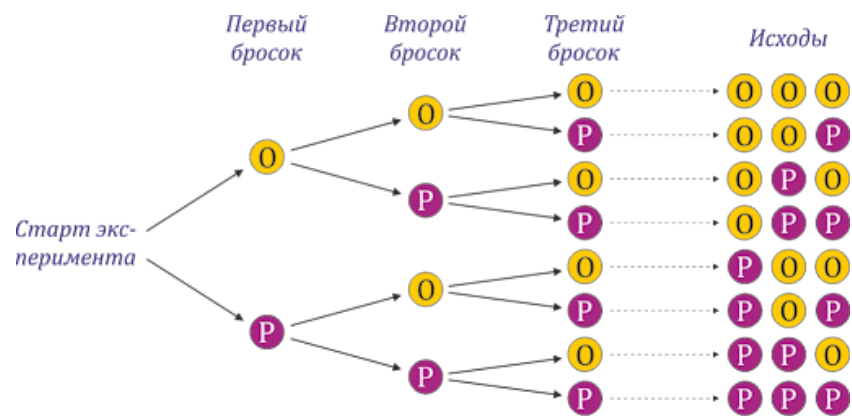 Первый бросок
Второй бросок
Третий бросок
Исходы
Старт экс-
перимента
О
Р
О
Р
О
Р
О
Р
О
Р
О
Р
О
Р
О О О
О О Р
О Р О
О Р Р
Р О О
Р О Р
Р Р О
Р Р Р